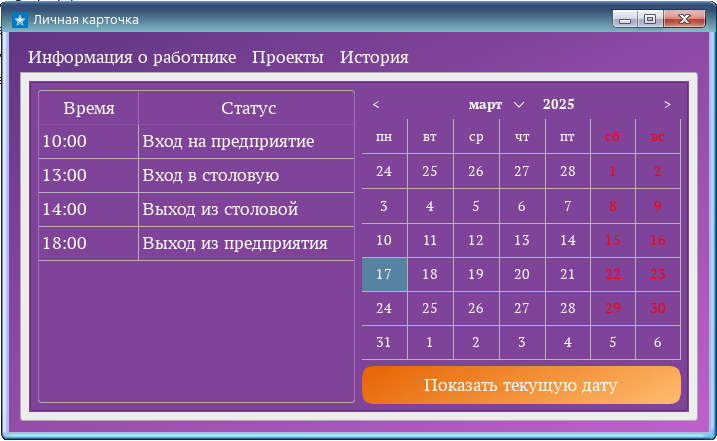 Личная карточка
Информация о работнике Проекты История
Время Статус
10:00 Вход на предприятие
13:00 Вход в столовую
14:00 Выход из столовой
18:00 Выход из предприятия
< март 2025 >
пн вт ср чт пт сб вс
24 25 26 27 28 1 2
3 4 5 6 7 8 9
10 11 12 13 14 15 16
17 18 19 20 21 22 23
24 25 26 27 28 29 30
31 1 2 3 4 5 6
Показать текущую дату